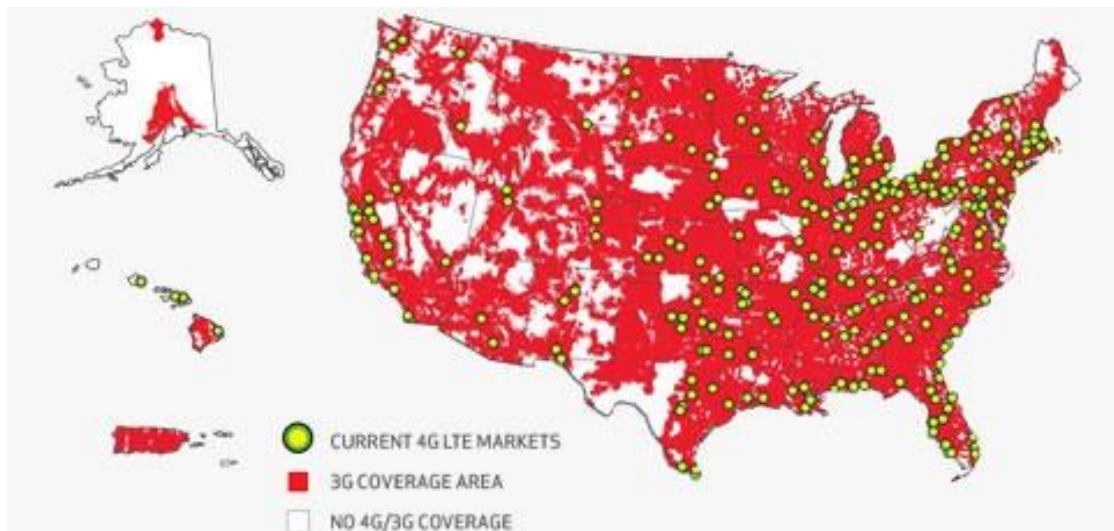 CURRENT 4G LTE MARKETS
3G COVERAGE AREA
NO 4G/3G COVERAGE